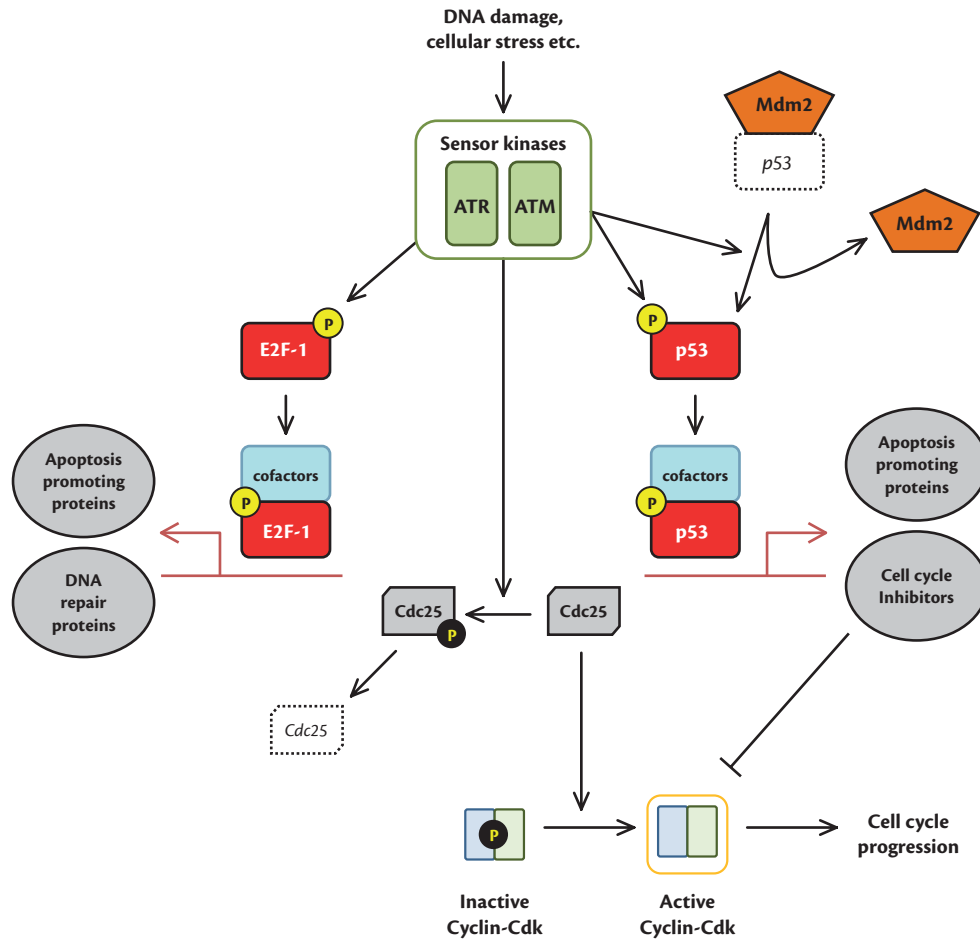 DNA damage,
cellular stress etc.
Mdm2
Sensor kinases
p53
ATR
ATM
Mdm2
P
P
E2F-1
p53
Apoptosis
promoting
proteins
cofactors
P
E2F-1
cofactors
P
p53
Apoptosis
promoting
proteins
DNA
repair
proteins
Cell cycle
Inhibitors
Cdc25
P
Cdc25
Cdc25
P
Inactive
Cyclin-Cdk
Active
Cyclin-Cdk
Cell cycle
progression